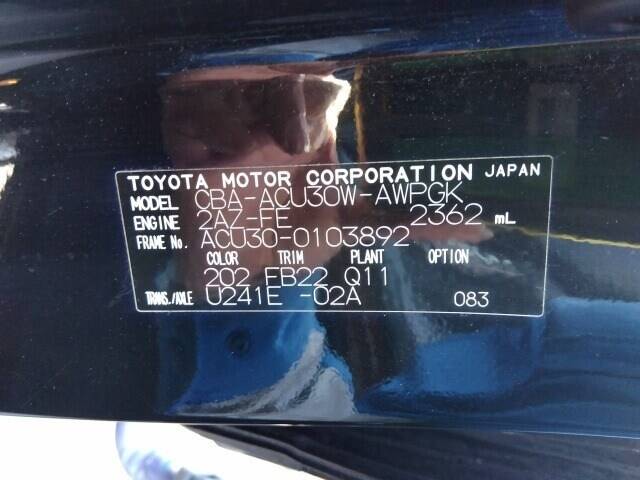 TOYOTA MOTOR CORPORATION JAPAN
MODEL CBA-ACU30W-AWPGK
ENGINE 2AZ-FE 2362 mL
FRAME No. ACU30-0103892
COLOR TRIM PLANT OPTION
202 FB22 Q11
TRANS./AXLE U241E -02A 083